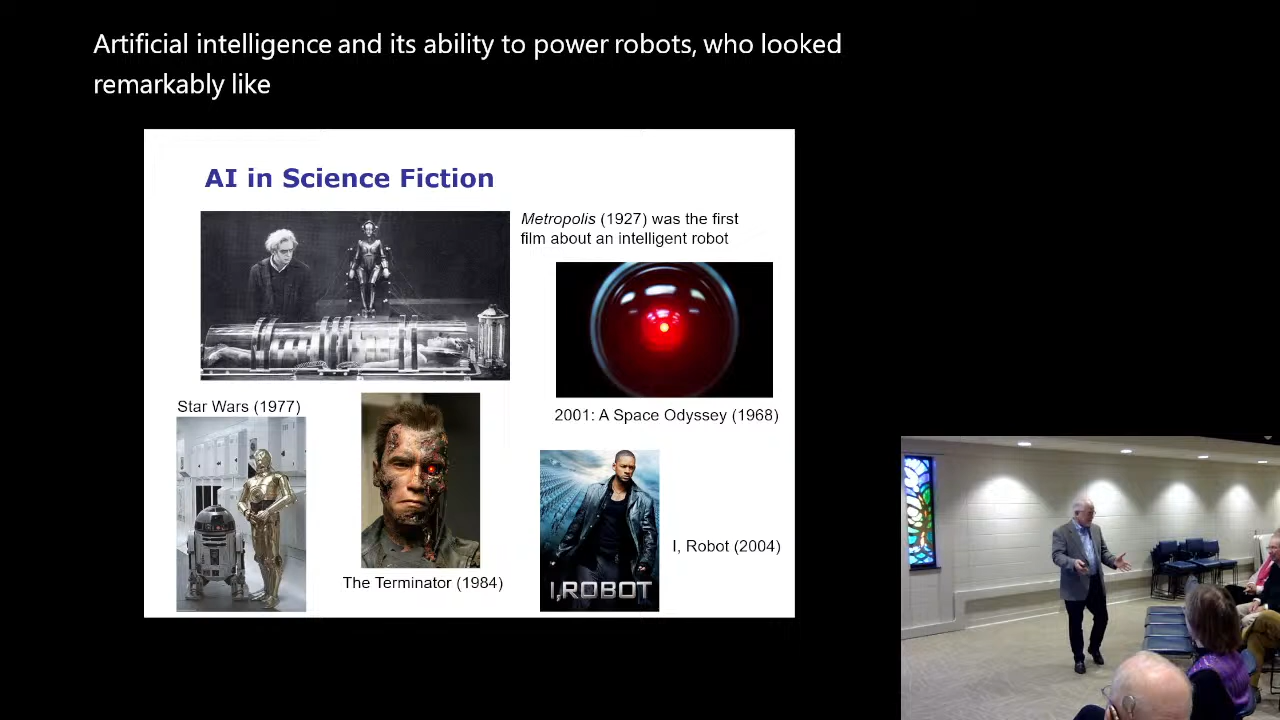 Artificial intelligence and its ability to power robots, who looked
remarkably like
AI in Science Fiction
Metropolis (1927) was the first
film about an intelligent robot
2001: A Space Odyssey (1968)
Star Wars (1977)
The Terminator (1984)
I, Robot (2004)
I,ROBOT